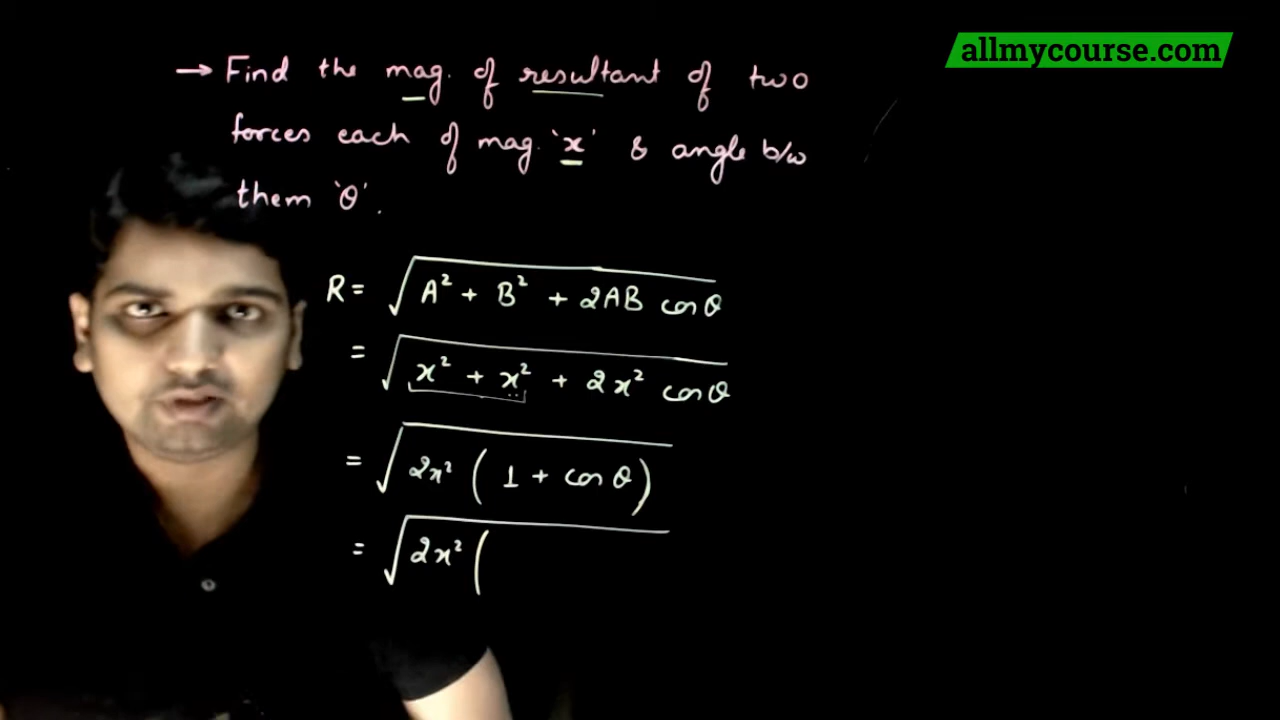 allmycourse.com
→ Find the mag. of resultant of two
forces each of mag. 'x' & angle b/w
them 'θ'.
R = √(A² + B² + 2AB cosθ
= √(x² + x² + 2x² cosθ
= √(2x² (1 + cosθ)
= √(2x² (